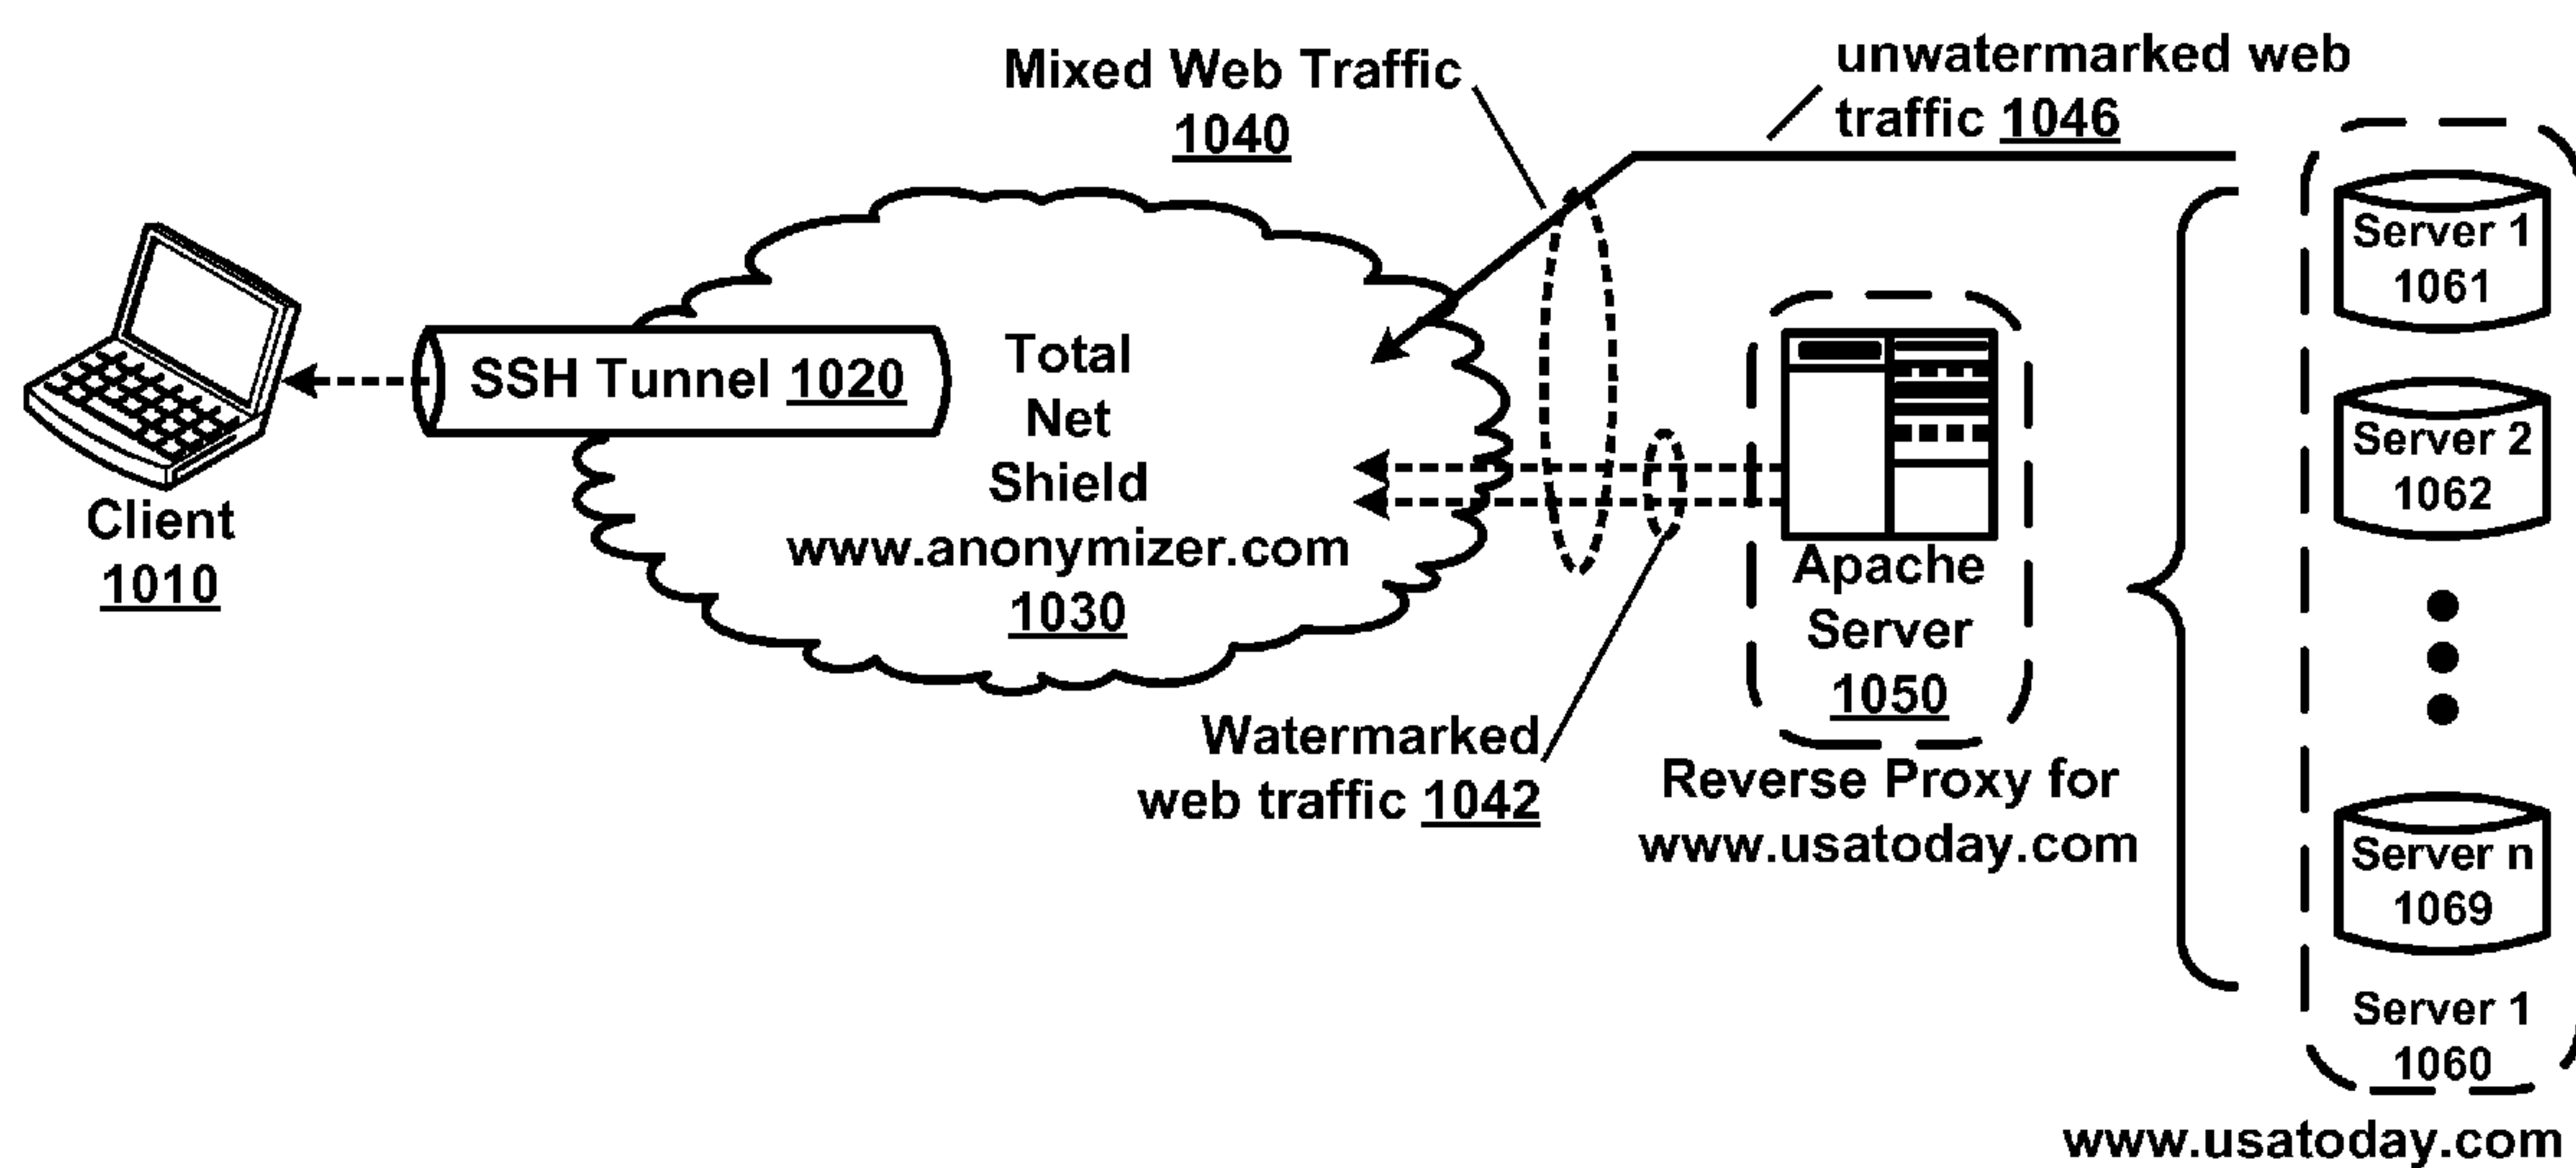 Mixed Web Traffic
1040
unwatermarked web
traffic 1046
Client
1010
SSH Tunnel 1020
Total
Net
Shield
www.anonymizer.com
1030
Watermarked
web traffic 1042
Apache
Server
1050
Reverse Proxy for
www.usatoday.com
Server 1
1061
Server 2
1062
Server n
1069
Server 1
1060
www.usatoday.com